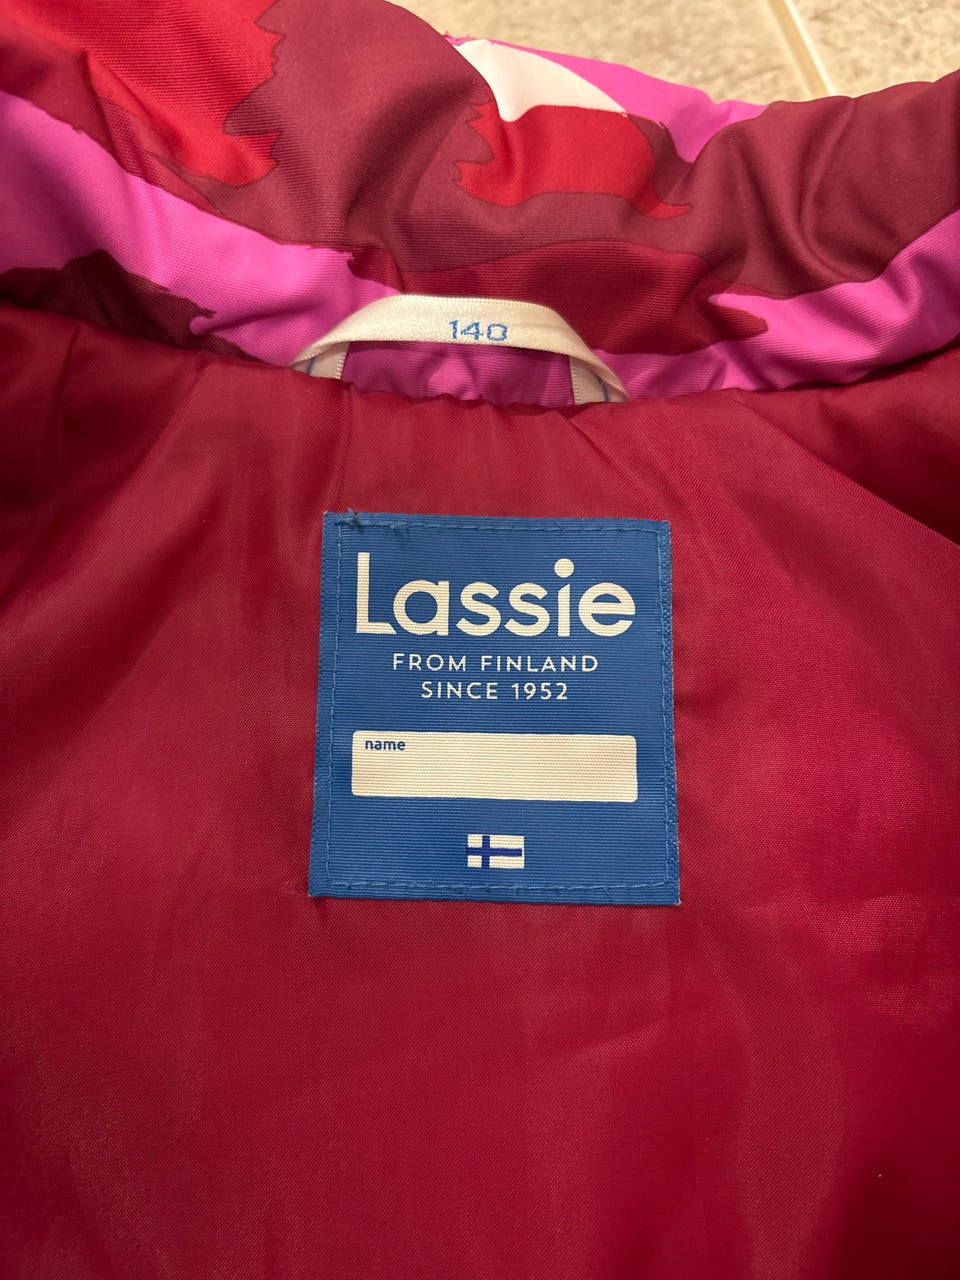 140
Lassie
FROM FINLAND
SINCE 1952
name